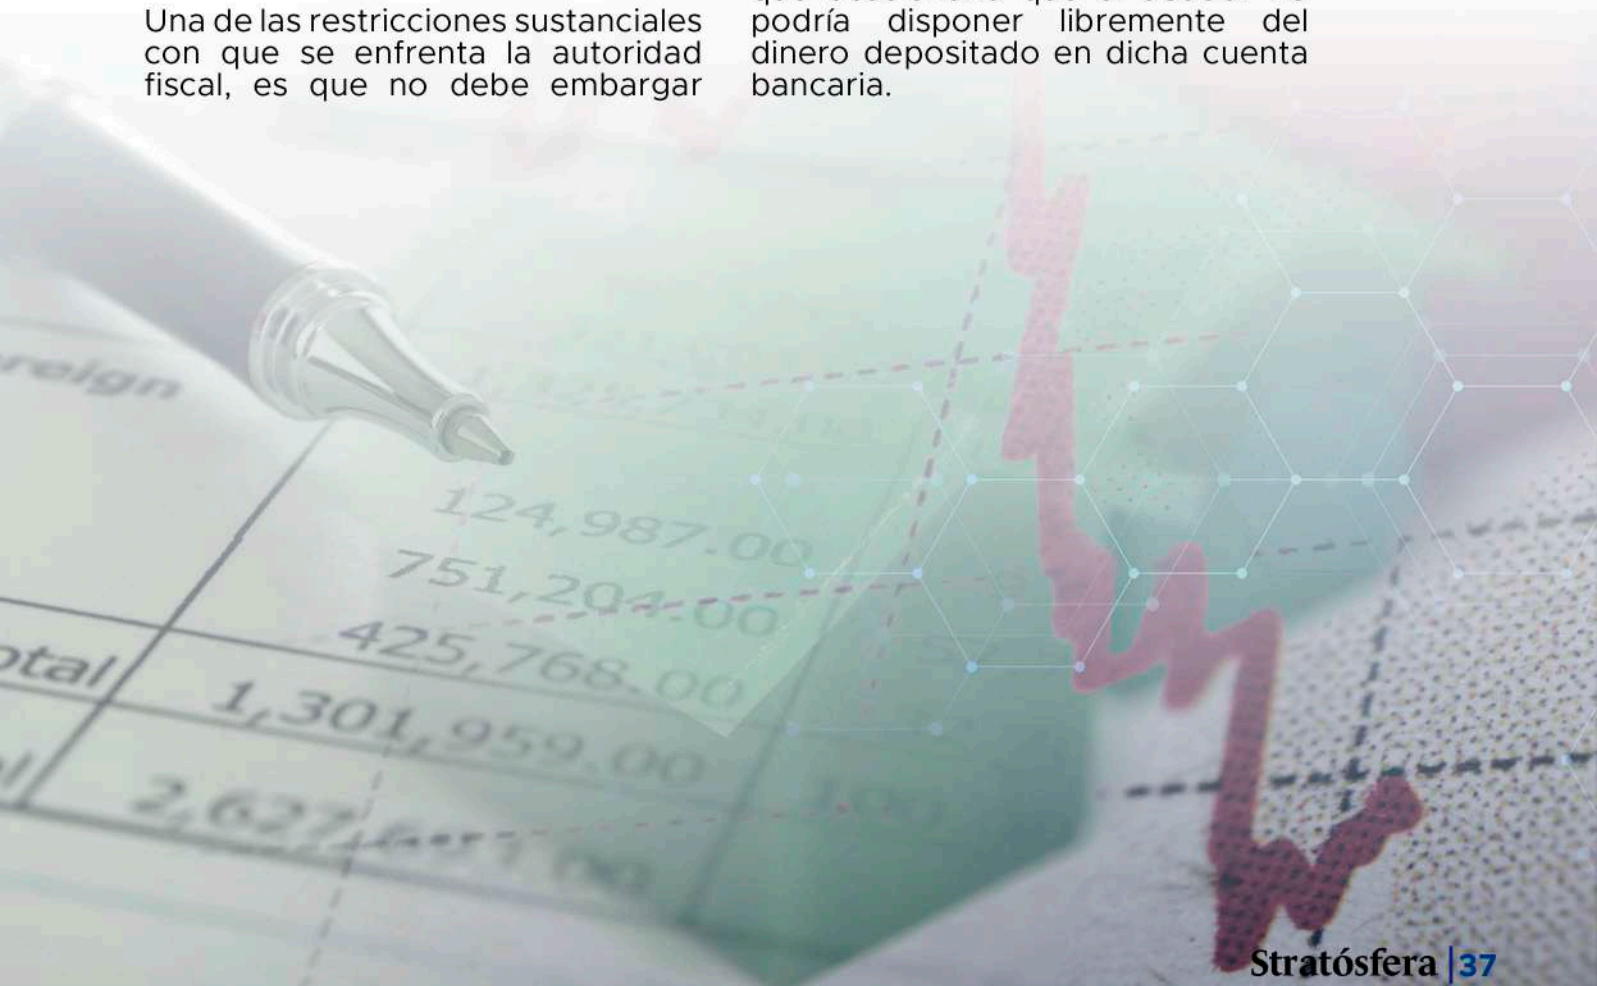 Una de las restricciones sustanciales
con que se enfrenta la autoridad
fiscal, es que no debe embargar
podría disponer libremente del
dinero depositado en dicha cuenta
bancaria.
reign
124,987.00
751,204.00
425,768.00
otal
1,301,959.00
Stratósfera |37